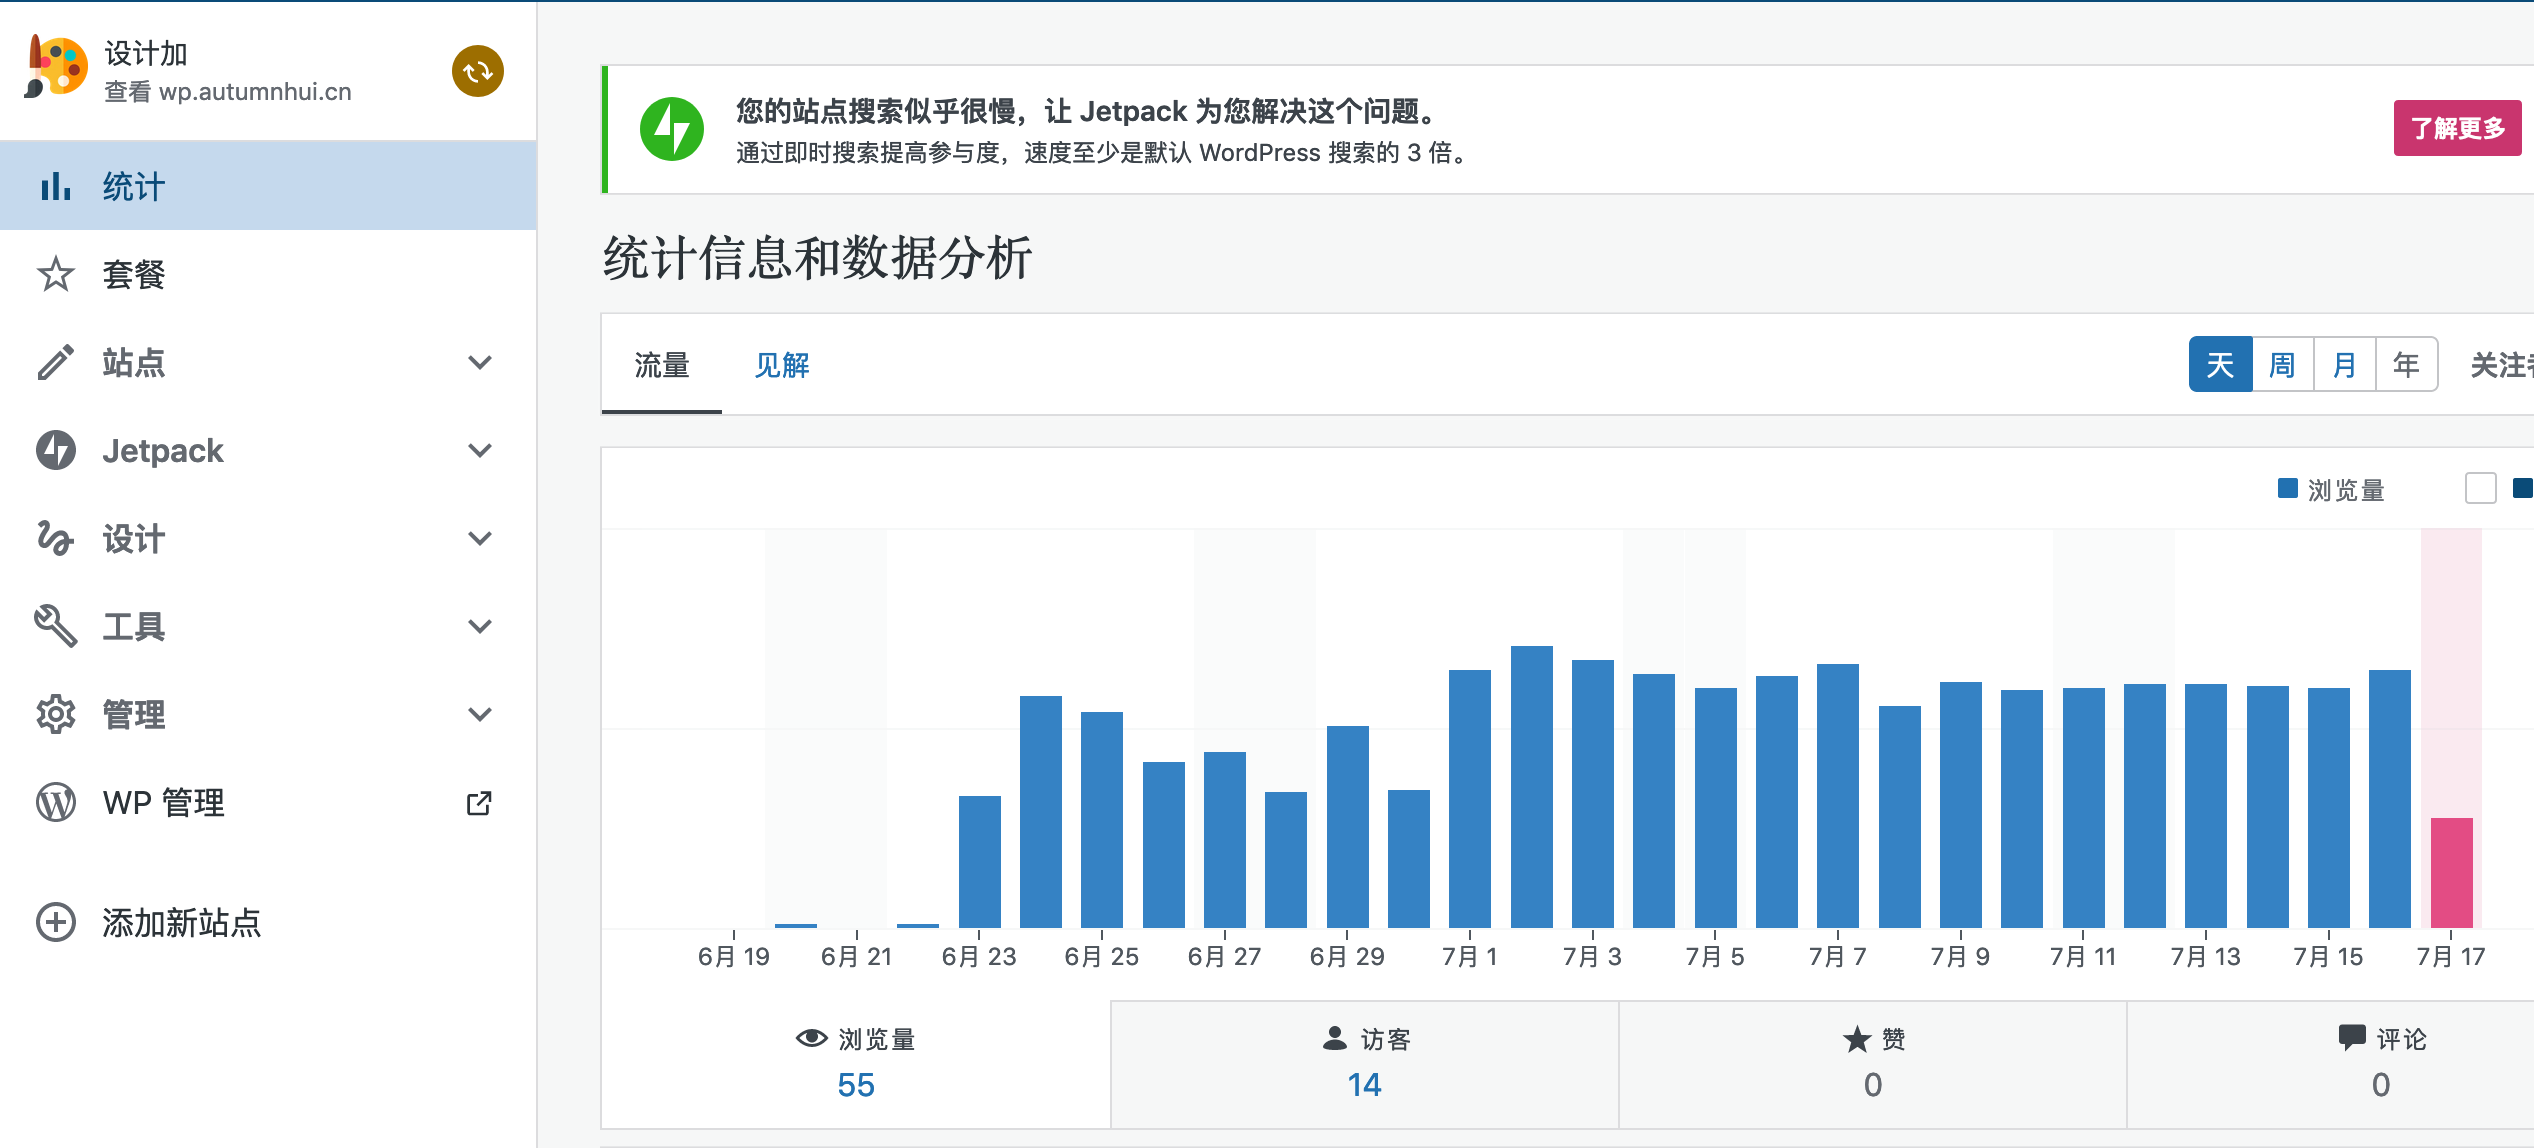 设计加
查看 wp.autumnhui.cn
统计
套餐
站点
Jetpack
设计
工具
管理
WP 管理
添加新站点
您的站点搜索似乎很慢，让 Jetpack 为您解决这个问题。
通过即时搜索提高参与度，速度至少是默认 WordPress 搜索的 3 倍。
了解更多
统计信息和数据分析
流量 见解
天 周 月 年 关注者
浏览量
6月 19 6月 21 6月 23 6月 25 6月 27 6月 29 7月 1 7月 3 7月 5 7月 7 7月 9 7月 11 7月 13 7月 15 7月 17
浏览量 访客 赞 评论
55 14 0 0